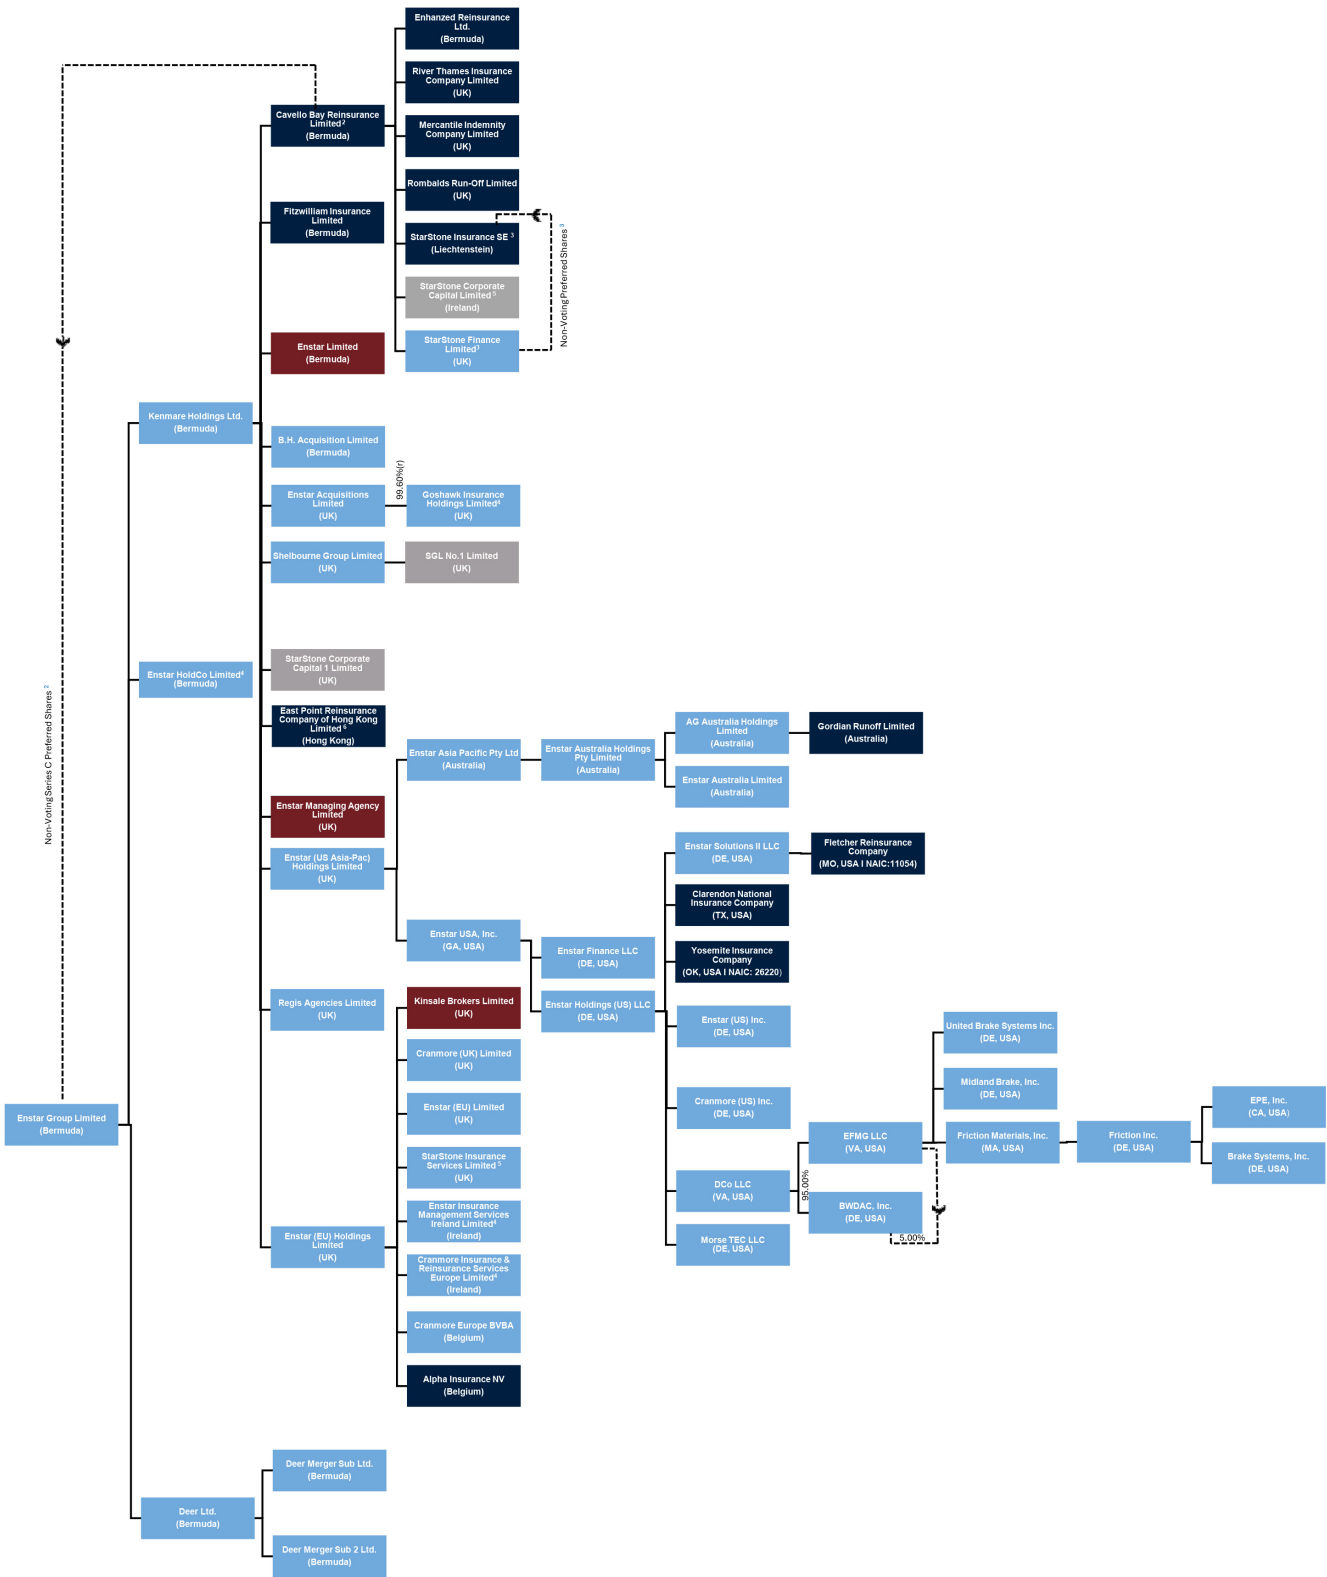 Enhanzed Reinsurance
Ltd.
(Bermuda)
River Thames Insurance
Company Limited
(UK)
Cavello Bay Reinsurance
Limited²
(Bermuda)
Mercantile Indemnity
Company Limited
(UK)
Rombalds Run-Off Limited
(UK)
Fitzwilliam Insurance
Limited
(Bermuda)
StarStone Insurance SE ³
(Liechtenstein)
Non-Voting Preferred Shares ³
StarStone Corporate
Capital Limited ⁵
(Ireland)
Enstar Limited
(Bermuda)
StarStone Finance
Limited³
(UK)
Kenmare Holdings Ltd.
(Bermuda)
B.H. Acquisition Limited
(Bermuda)
Enstar Acquisitions
Limited
(UK)
99.60%(r)
Goshawk Insurance
Holdings Limited⁴
(UK)
Shelbourne Group Limited
(UK)
SGL No.1 Limited
(UK)
Enstar HoldCo Limited⁴
(Bermuda)
StarStone Corporate
Capital 1 Limited
(UK)
Non-Voting Series C Preferred Shares ²
East Point Reinsurance
Company of Hong Kong
Limited ⁶
(Hong Kong)
Enstar Asia Pacific Pty Ltd
(Australia)
Enstar Australia Holdings
Pty Limited
(Australia)
AG Australia Holdings
Limited
(Australia)
Gordian Runoff Limited
(Australia)
Enstar Australia Limited
(Australia)
Enstar Managing Agency
Limited
(UK)
Enstar (US Asia-Pac)
Holdings Limited
(UK)
Enstar Solutions II LLC
(DE, USA)
Fletcher Reinsurance
Company
(MO, USA I NAIC:11054)
Clarendon National
Insurance Company
(TX, USA)
Enstar USA, Inc.
(GA, USA)
Enstar Finance LLC
(DE, USA)
Yosemite Insurance
Company
(OK, USA I NAIC: 26220)
Regis Agencies Limited
(UK)
Kinsale Brokers Limited
(UK)
Enstar Holdings (US) LLC
(DE, USA)
Enstar (US) Inc.
(DE, USA)
United Brake Systems Inc.
(DE, USA)
Cranmore (UK) Limited
(UK)
Midland Brake, Inc.
(DE, USA)
Enstar Group Limited
(Bermuda)
Enstar (EU) Limited
(UK)
Cranmore (US) Inc.
(DE, USA)
EPE, Inc.
(CA, USA)
EFMG LLC
(VA, USA)
Friction Materials, Inc.
(MA, USA)
Friction Inc.
(DE, USA)
Brake Systems, Inc.
(DE, USA)
StarStone Insurance
Services Limited ⁵
(UK)
DCo LLC
(VA, USA)
95.00%
BWDAC, Inc.
(DE, USA)
5.00%
Enstar Insurance
Management Services
Ireland Limited⁴
(Ireland)
Enstar (EU) Holdings
Limited
(UK)
Morse TEC LLC
(DE, USA)
Cranmore Insurance &
Reinsurance Services
Europe Limited⁴
(Ireland)
Cranmore Europe BVBA
(Belgium)
Alpha Insurance NV
(Belgium)
Deer Merger Sub Ltd.
(Bermuda)
Deer Ltd.
(Bermuda)
Deer Merger Sub 2 Ltd.
(Bermuda)